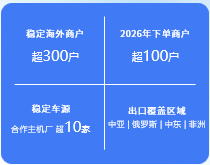 稳定海外商户
超300户
2026年下单商户
超100户
稳定车源
合作主机厂 超10家
出口覆盖区域
中亚 | 俄罗斯 | 中东 | 非洲